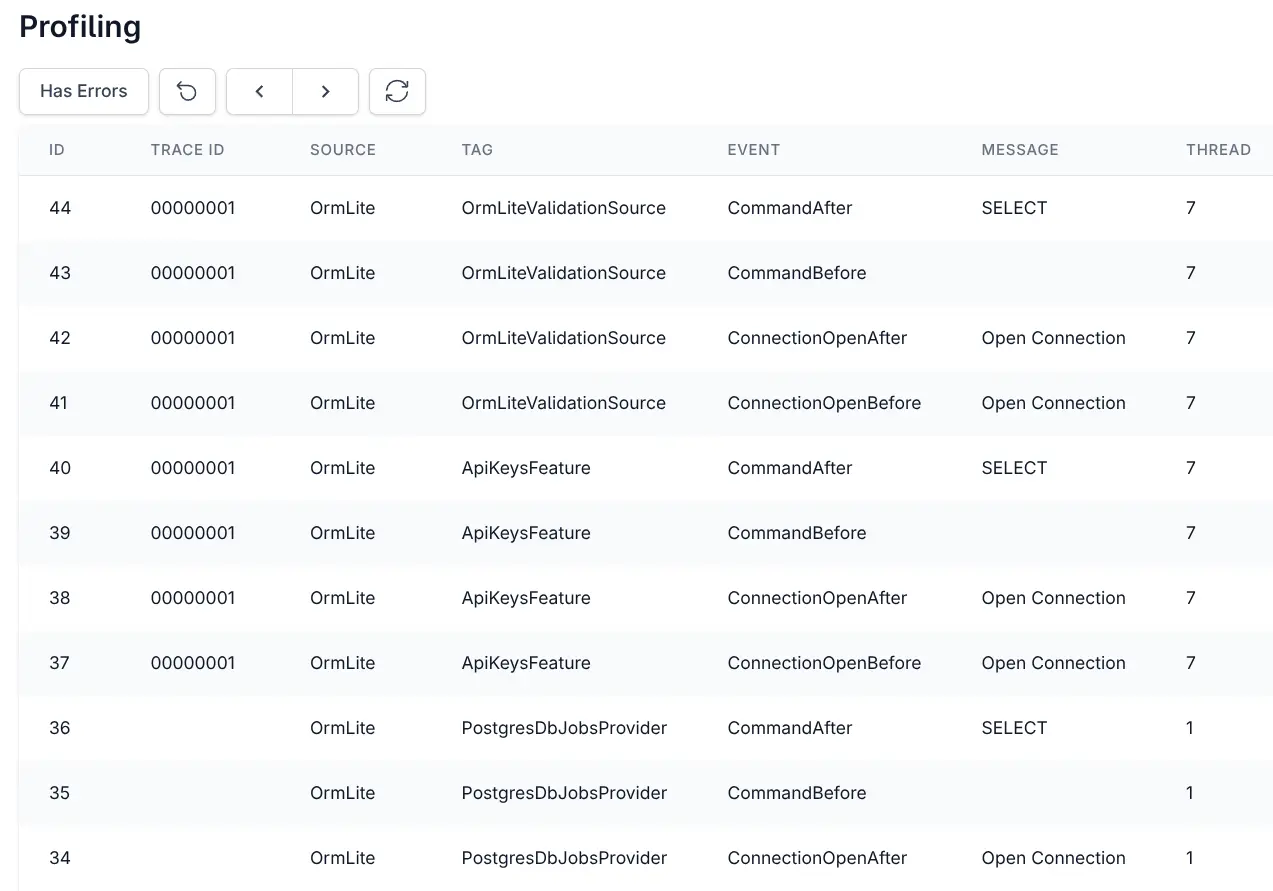 Profiling
Has Errors
ID TRACE ID SOURCE TAG EVENT MESSAGE THREAD
44 00000001 OrmLite OrmLiteValidationSource CommandAfter SELECT 7
43 00000001 OrmLite OrmLiteValidationSource CommandBefore 7
42 00000001 OrmLite OrmLiteValidationSource ConnectionOpenAfter Open Connection 7
41 00000001 OrmLite OrmLiteValidationSource ConnectionOpenBefore Open Connection 7
40 00000001 OrmLite ApiKeysFeature CommandAfter SELECT 7
39 00000001 OrmLite ApiKeysFeature CommandBefore 7
38 00000001 OrmLite ApiKeysFeature ConnectionOpenAfter Open Connection 7
37 00000001 OrmLite ApiKeysFeature ConnectionOpenBefore Open Connection 7
36 OrmLite PostgresDbJobsProvider CommandAfter SELECT 1
35 OrmLite PostgresDbJobsProvider CommandBefore 1
34 OrmLite PostgresDbJobsProvider ConnectionOpenAfter Open Connection 1